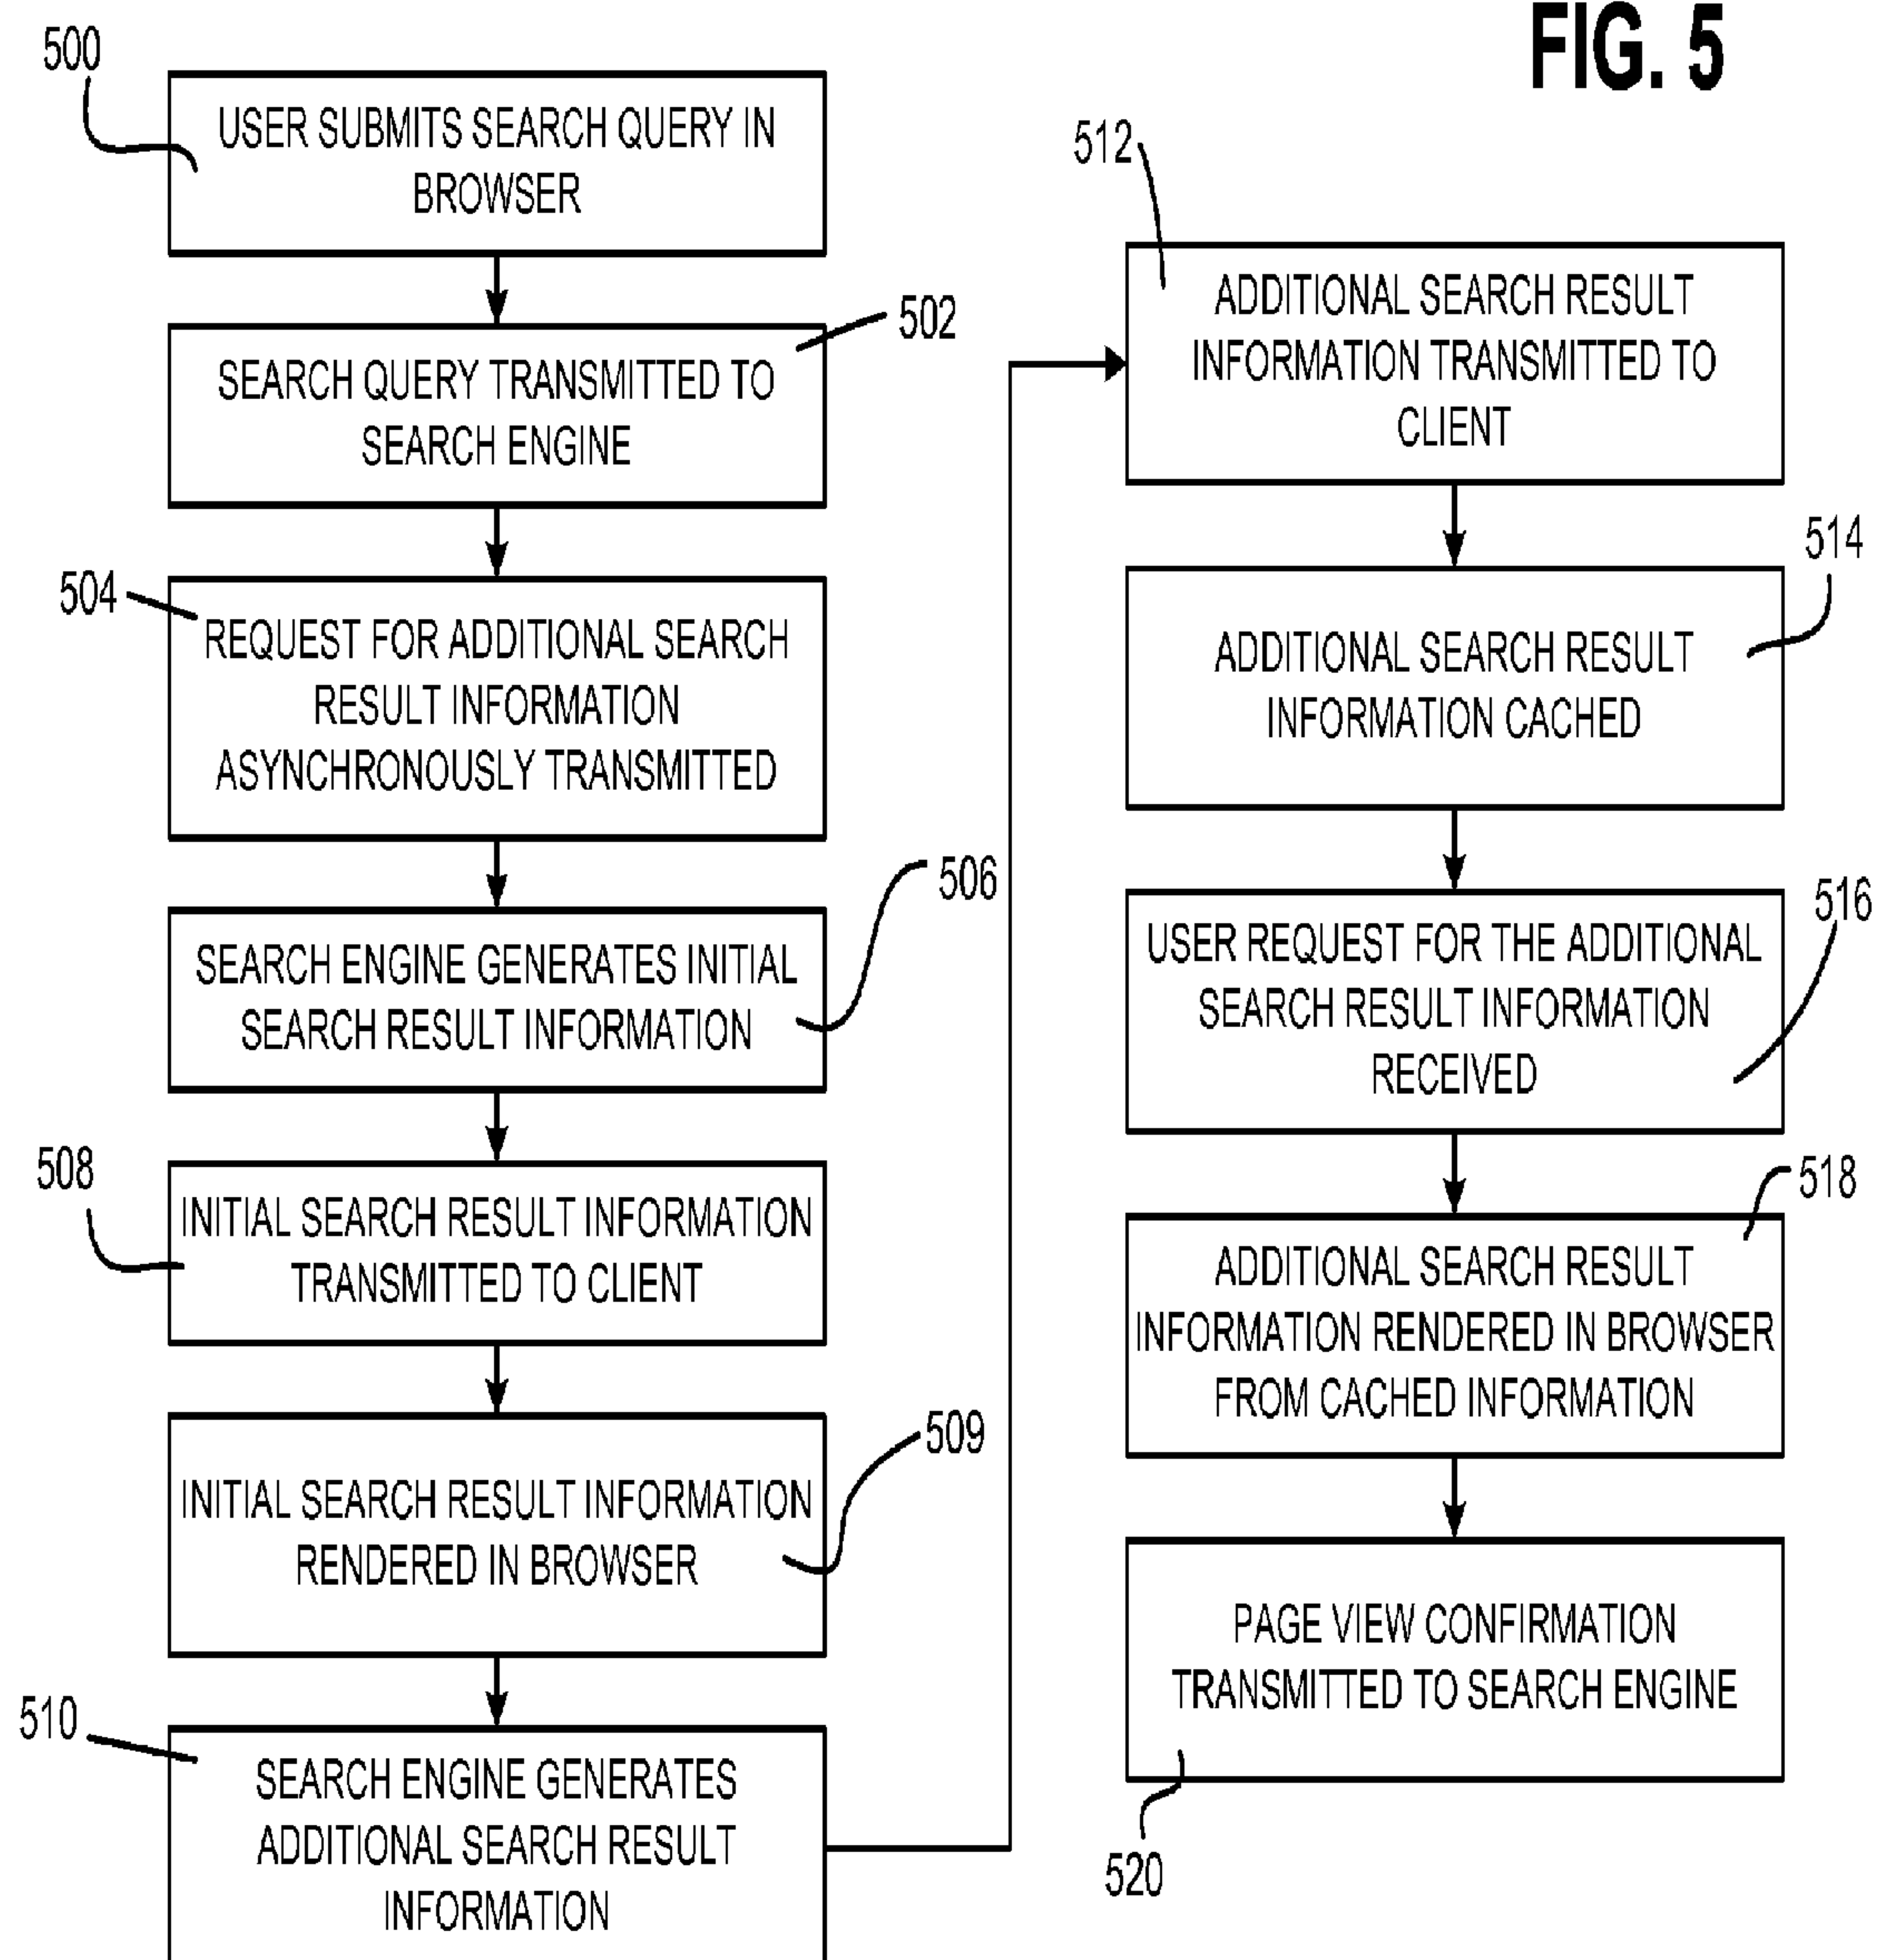 FIG. 5
500
USER SUBMITS SEARCH QUERY IN
BROWSER
502
SEARCH QUERY TRANSMITTED TO
SEARCH ENGINE
504
REQUEST FOR ADDITIONAL SEARCH
RESULT INFORMATION
ASYNCHRONOUSLY TRANSMITTED
506
SEARCH ENGINE GENERATES INITIAL
SEARCH RESULT INFORMATION
508
INITIAL SEARCH RESULT INFORMATION
TRANSMITTED TO CLIENT
509
INITIAL SEARCH RESULT INFORMATION
RENDERED IN BROWSER
510
SEARCH ENGINE GENERATES
ADDITIONAL SEARCH RESULT
INFORMATION
512
ADDITIONAL SEARCH RESULT
INFORMATION TRANSMITTED TO
CLIENT
514
ADDITIONAL SEARCH RESULT
INFORMATION CACHED
516
USER REQUEST FOR THE ADDITIONAL
SEARCH RESULT INFORMATION
RECEIVED
518
ADDITIONAL SEARCH RESULT
INFORMATION RENDERED IN BROWSER
FROM CACHED INFORMATION
PAGE VIEW CONFIRMATION
TRANSMITTED TO SEARCH ENGINE
520